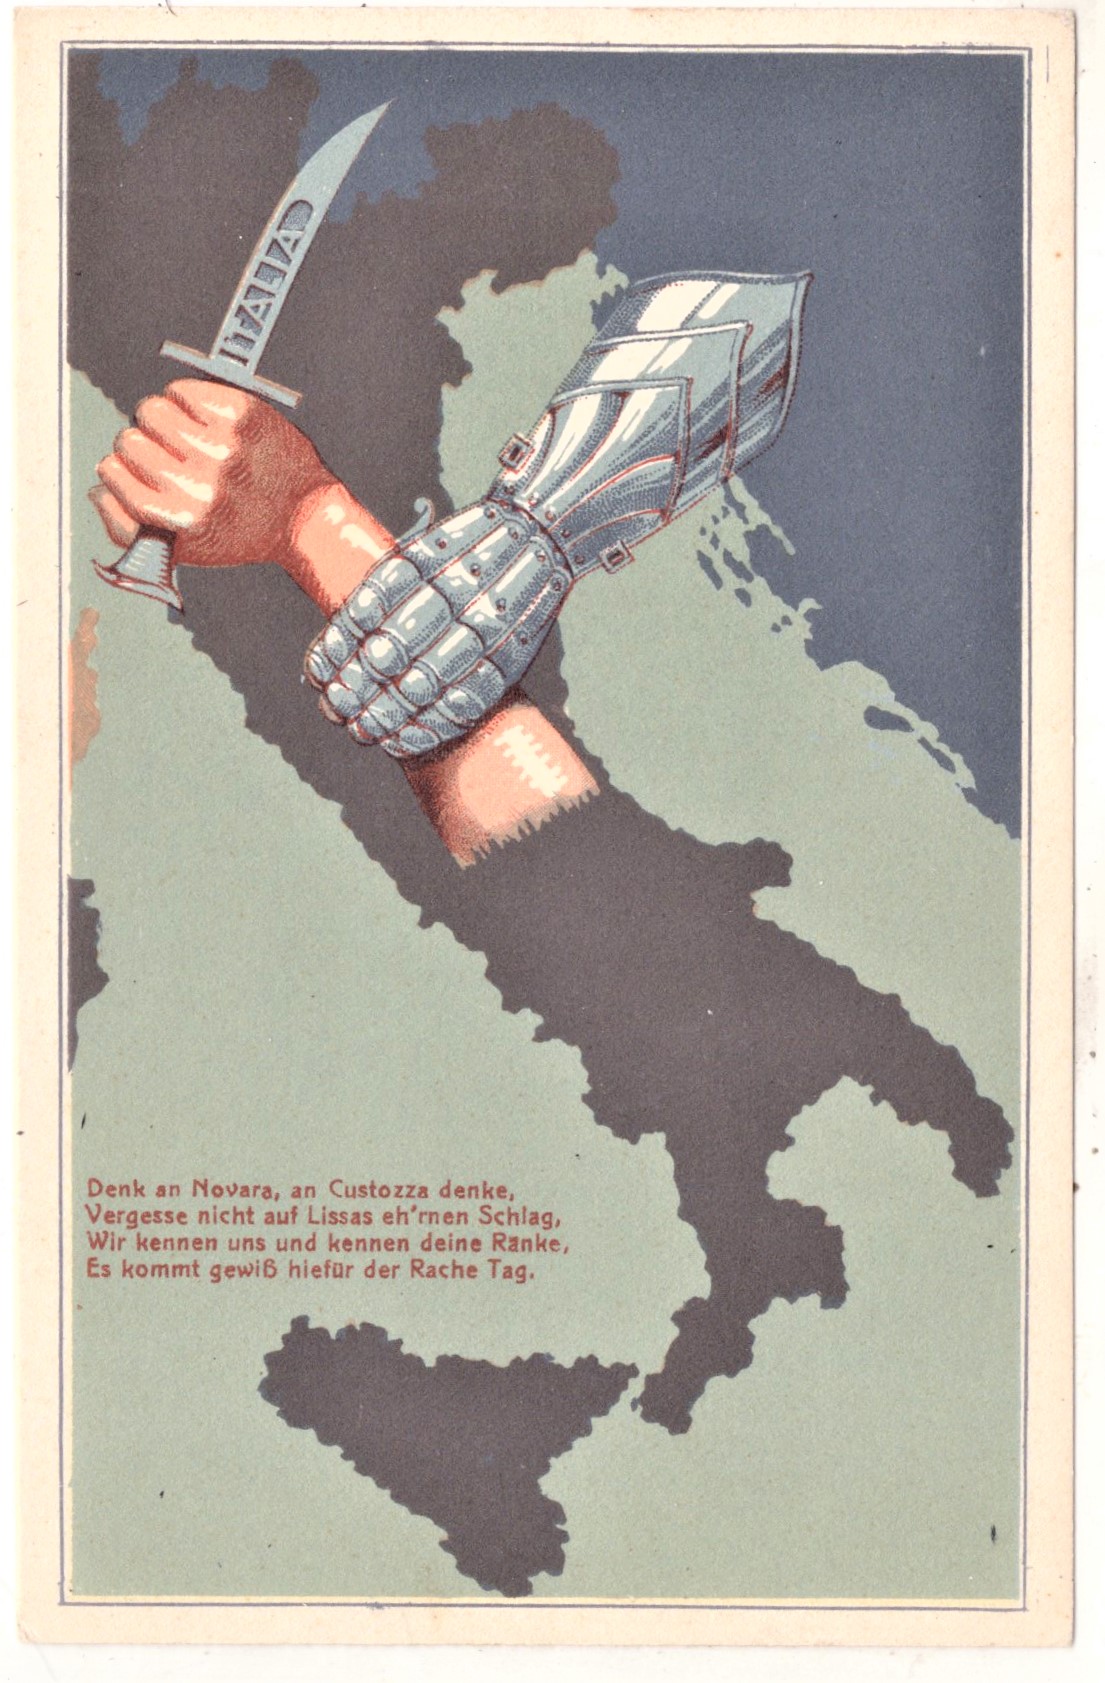 ITALIA
Denk an Novara, an Custozza denke,
Vergesse nicht auf Lissas eh'rnen Schlag,
Wir kennen uns und kennen deine Ränke,
Es kommt gewiß hiefür der Rache Tag.